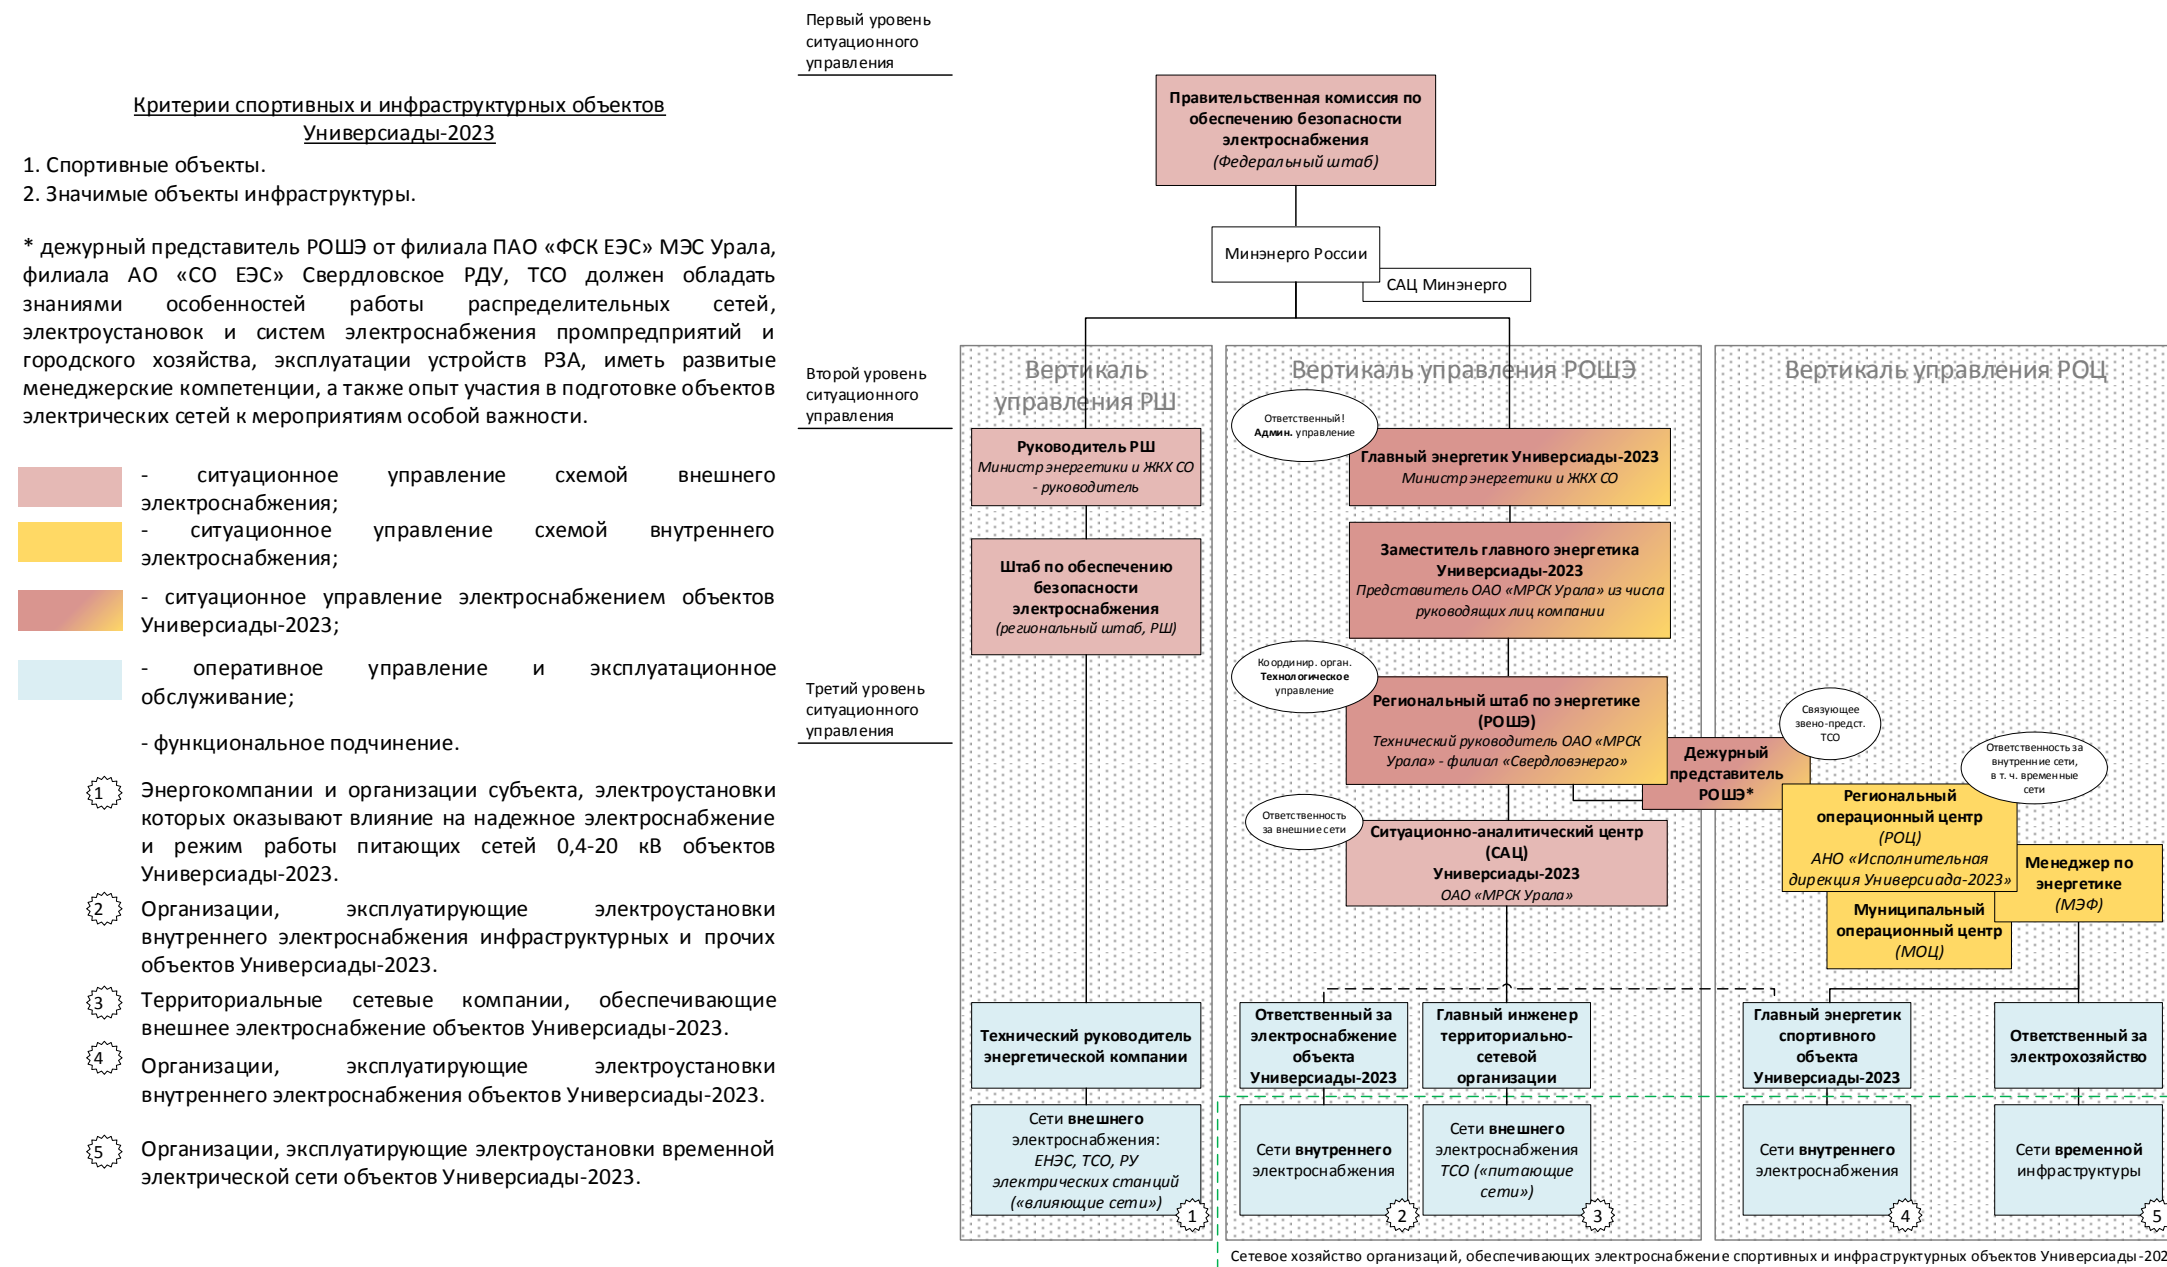 Критерии спортивных и инфраструктурных объектов
Универсиады-2023
1. Спортивные объекты.
2. Значимые объекты инфраструктуры.
* дежурный представитель РОШЭ от филиала ПАО «ФСК ЕЭС» МЭС Урала,
филиала АО «СО ЕЭС» Свердловское РДУ, ТСО должен обладать
знаниями особенностей работы распределительных сетей,
электроустановок и систем электроснабжения промпредприятий и
городского хозяйства, эксплуатации устройств РЗА, иметь развитые
менеджерские компетенции, а также опыт участия в подготовке объектов
электрических сетей к мероприятиям особой важности.
- ситуационное управление схемой внешнего
электроснабжения;
- ситуационное управление схемой внутреннего
электроснабжения;
- ситуационное управление электроснабжением объектов
Универсиады-2023;
- оперативное управление и эксплуатационное
обслуживание;
- функциональное подчинение.
1
Энергокомпании и организации субъекта, электроустановки
которых оказывают влияние на надежное электроснабжение
и режим работы питающих сетей 0,4-20 кВ объектов
Универсиады-2023.
2
Организации, эксплуатирующие электроустановки
внутреннего электроснабжения инфраструктурных и прочих
объектов Универсиады-2023.
3
Территориальные сетевые компании, обеспечивающие
внешнее электроснабжение объектов Универсиады-2023.
4
Организации, эксплуатирующие электроустановки
внутреннего электроснабжения объектов Универсиады-2023.
5
Организации, эксплуатирующие электроустановки временной
электрической сети объектов Универсиады-2023.
Первый уровень
ситуационного
управления
Второй уровень
ситуационного
управления
Третий уровень
ситуационного
управления
Правительственная комиссия по
обеспечению безопасности
электроснабжения
(Федеральный штаб)
Минэнерго России
САЦ Минэнерго
Вертикаль
управления РШ
Руководитель РШ
Министр энергетики и ЖКХ СО
- руководитель
Штаб по обеспечению
безопасности
электроснабжения
(региональный штаб, РШ)
Технический руководитель
энергетической компании
Сети внешнего
электроснабжения:
ЕНЭС, ТСО, РУ
электрических станций
(«влияющие сети»)
1
Вертикаль управления РОШЭ
Ответственный!
Админ. управление
Главный энергетик Универсиады-2023
Министр энергетики и ЖКХ СО
Заместитель главного энергетика
Универсиады-2023
Представитель ОАО «МРСК Урала» из числа
руководящих лиц компании
Координир. орган.
Технологическое
управление
Региональный штаб по энергетике
(РОШЭ)
Технический руководитель ОАО «МРСК
Урала» - филиал «Свердловэнерго»
Ответственность
за внешние сети
Ситуационно-аналитический центр
(САЦ)
Универсиады-2023
ОАО «МРСК Урала»
Ответственный за
электроснабжение
объекта
Универсиады-2023
Главный инженер
территориально-
сетевой
организации
Сети внутреннего
электроснабжения
2
Сети внешнего
электроснабжения
ТСО («питающие
сети»)
3
Вертикаль управления РОЦ
Связующее
звено-предст.
ТСО
Дежурный
представитель
РОШЭ*
Ответственность за
внутренние сети,
в т. ч. временные
сети
Региональный
операционный центр
(РОЦ)
АНО «Исполнительная
дирекция Универсиада-2023»
Менеджер по
энергетике
(МЭФ)
Муниципальный
операционный центр
(МОЦ)
Главный энергетик
спортивного
объекта
Универсиады-2023
Ответственный за
электрохозяйство
Сети внутреннего
электроснабжения
4
Сети временной
инфраструктуры
5
Сетевое хозяйство организаций, обеспечивающих электроснабжение спортивных и инфраструктурных объектов Универсиады-202